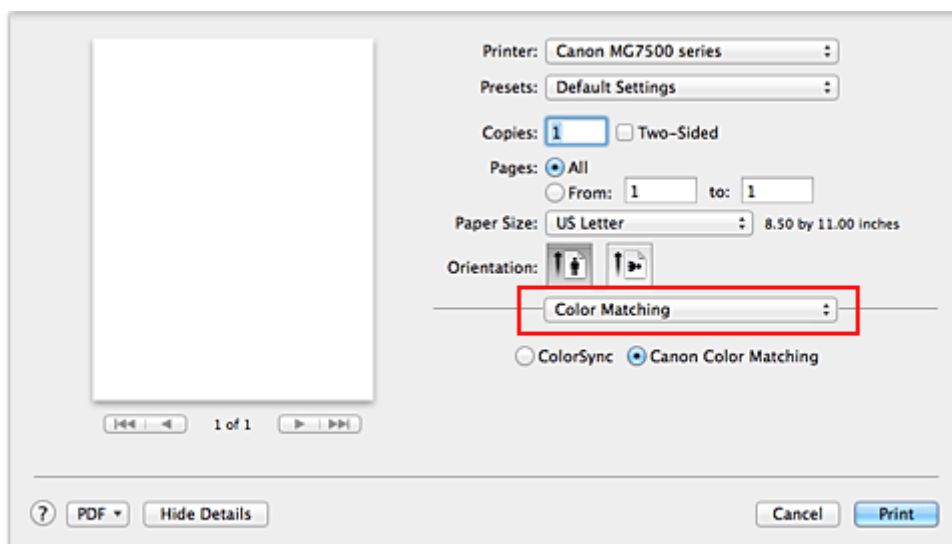 Printer: Canon MG7500 series
Presets: Default Settings
Copies: 1 Two-Sided
Pages: All
From: 1 to: 1
Paper Size: US Letter 8.50 by 11.00 inches
Orientation:
Color Matching
ColorSync Canon Color Matching
1 of 1
? PDF Hide Details Cancel Print